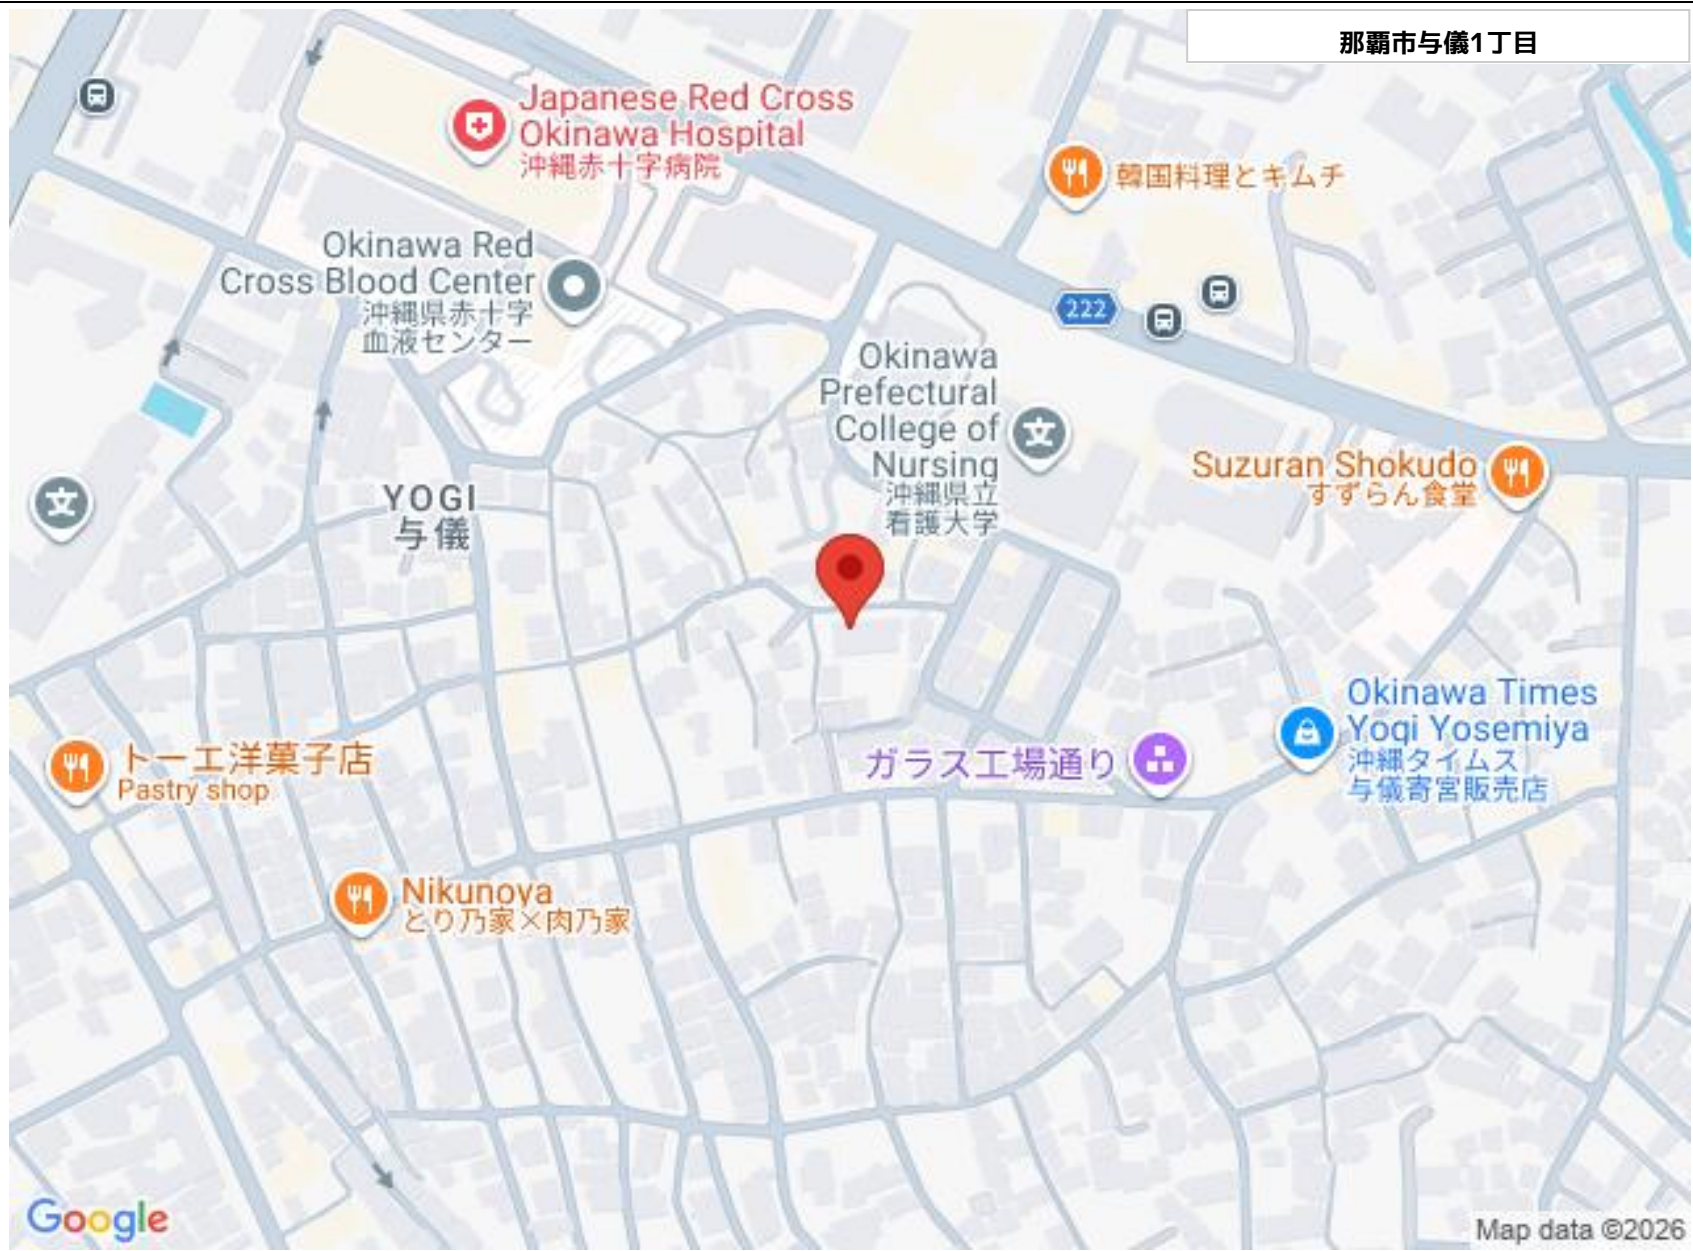 那覇市与儀1丁目
Japanese Red Cross
Okinawa Hospital
沖縄赤十字病院
韓国料理とキムチ
Okinawa Red
Cross Blood Center
沖縄県赤十字
血液センター
222
Okinawa
Prefectural
College of
Nursing
沖縄県立
看護大学
文
Suzuran Shokudo
すずらん食堂
文
YOGI
与儀
Okinawa Times
Yogi Yosemiya
沖縄タイムス
与儀寄宮販売店
ガラス工場通り
トーエ洋菓子店
Pastry shop
Nikunoya
とり乃家×肉乃家
Google
Map data ©2026